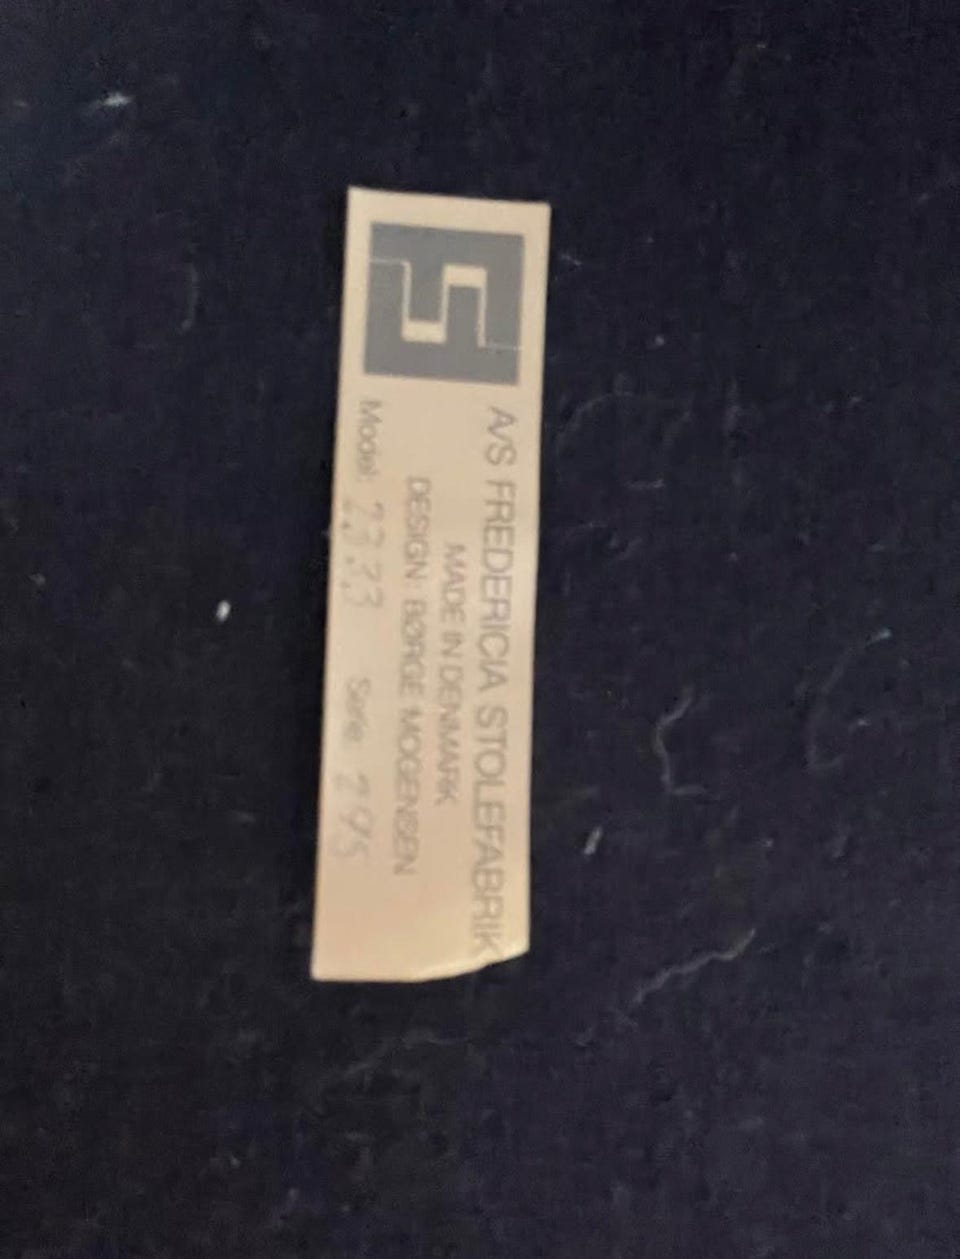 A/S FREDERICIA STOLEFABRIK
MADE IN DENMARK
DESIGN: BØRGE MOGENSEN
Model: 2333 Serie: 295